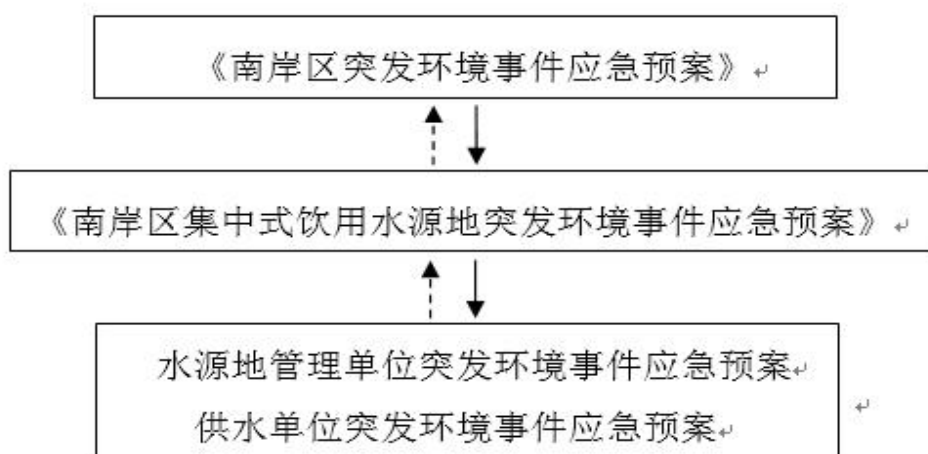 《南岸区突发环境事件应急预案》
《南岸区集中式饮用水源地突发环境事件应急预案》
水源地管理单位突发环境事件应急预案
供水单位突发环境事件应急预案